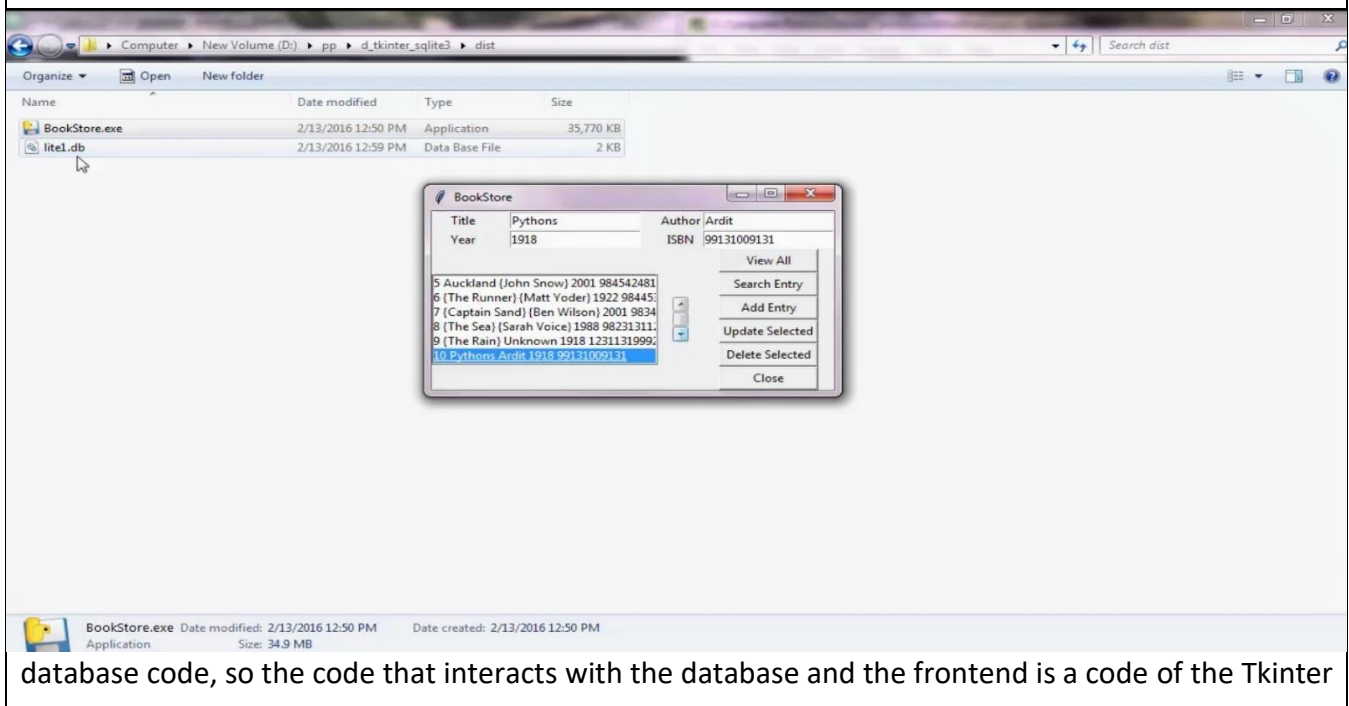 Computer ▸ New Volume (D:) ▸ pp ▸ d_tkinter_sqlite3 ▸ dist
Search dist
Organize ▾ Open New folder
Name Date modified Type Size
BookStore.exe 2/13/2016 12:50 PM Application 35,770 KB
lite1.db 2/13/2016 12:59 PM Data Base File 2 KB
BookStore
Title Pythons Author Ardit
Year 1918 ISBN 99131009131
View All
5 Auckland {John Snow} 2001 984542481
Search Entry
6 {The Runner} {Matt Yoder} 1922 98445
Add Entry
7 {Captain Sand} {Ben Wilson} 2001 9834
8 {The Sea} {Sarah Voice} 1988 98231311
Update Selected
9 {The Rain} Unknown 1918 12311319992
10 Pythons Ardit 1918 99131009131
Delete Selected
Close
BookStore.exe Date modified: 2/13/2016 12:50 PM Date created: 2/13/2016 12:50 PM
Application Size: 34.9 MB
database code, so the code that interacts with the database and the frontend is a code of the Tkinter